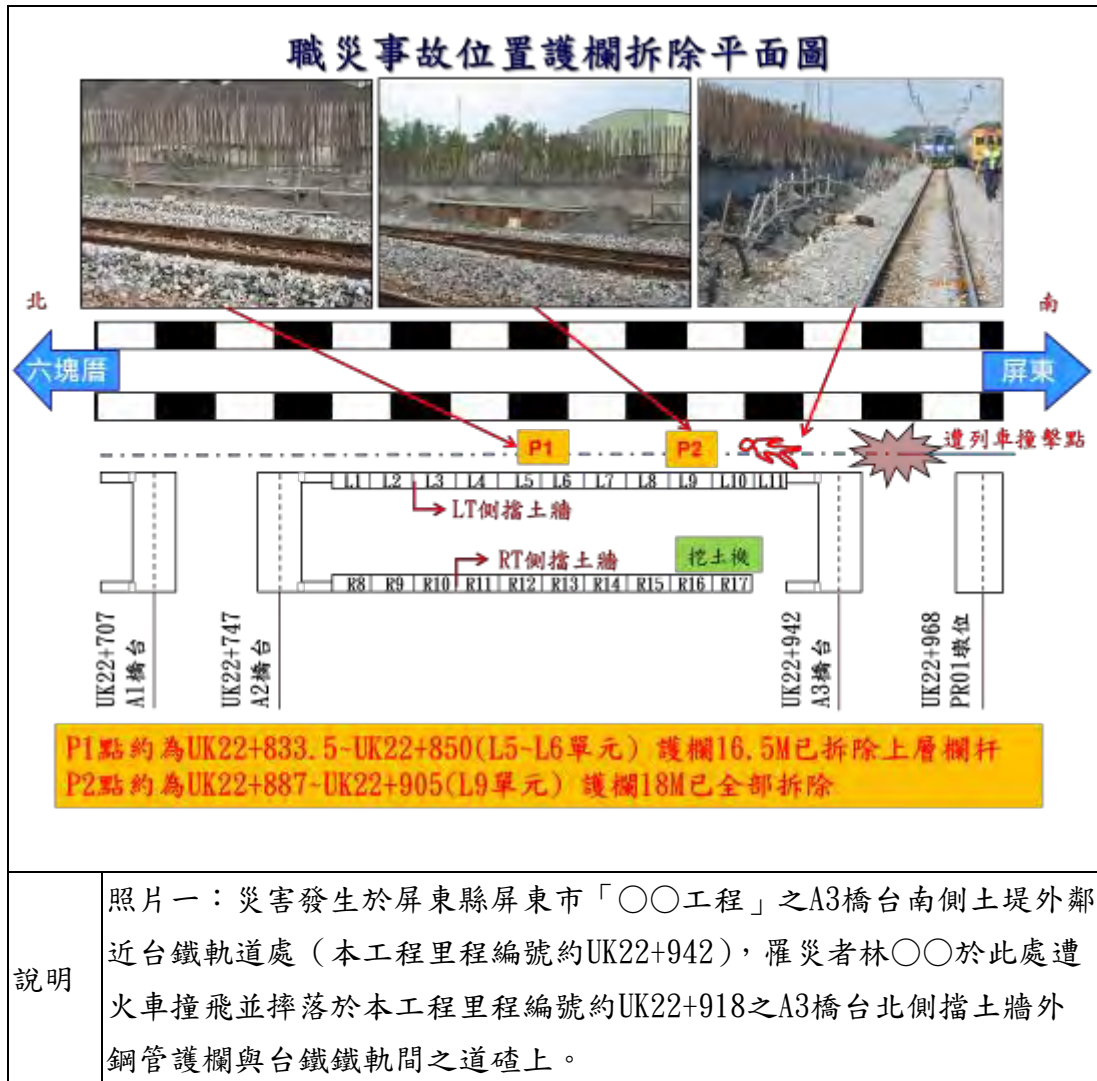 職災事故位置護欄拆除平面圖
北
南
六塊厝
屏東
P1
P2
遭列車撞擊點
L1 L2 L3 L4 L5 L6 L7 L8 L9 L10 L11
LT側擋土牆
RT側擋土牆
挖土機
R8 R9 R10 R11 R12 R13 R14 R15 R16 R17
UK22+707
A1橋台
UK22+747
A2橋台
UK22+942
A3橋台
UK22+968
PR01墩位
P1點約為UK22+833.5~UK22+850(L5~L6單元) 護欄16.5M已拆除上層欄杆
P2點約為UK22+887~UK22+905(L9單元) 護欄18M已全部拆除
說明
照片一：災害發生於屏東縣屏東市「○○工程」之A3橋台南側土堤外鄰
近台鐵軌道處（本工程里程編號約UK22+942），罹災者林○○於此處遭
火車撞飛並摔落於本工程里程編號約UK22+918之A3橋台北側擋土牆外
鋼管護欄與台鐵鐵軌間之道碴上。